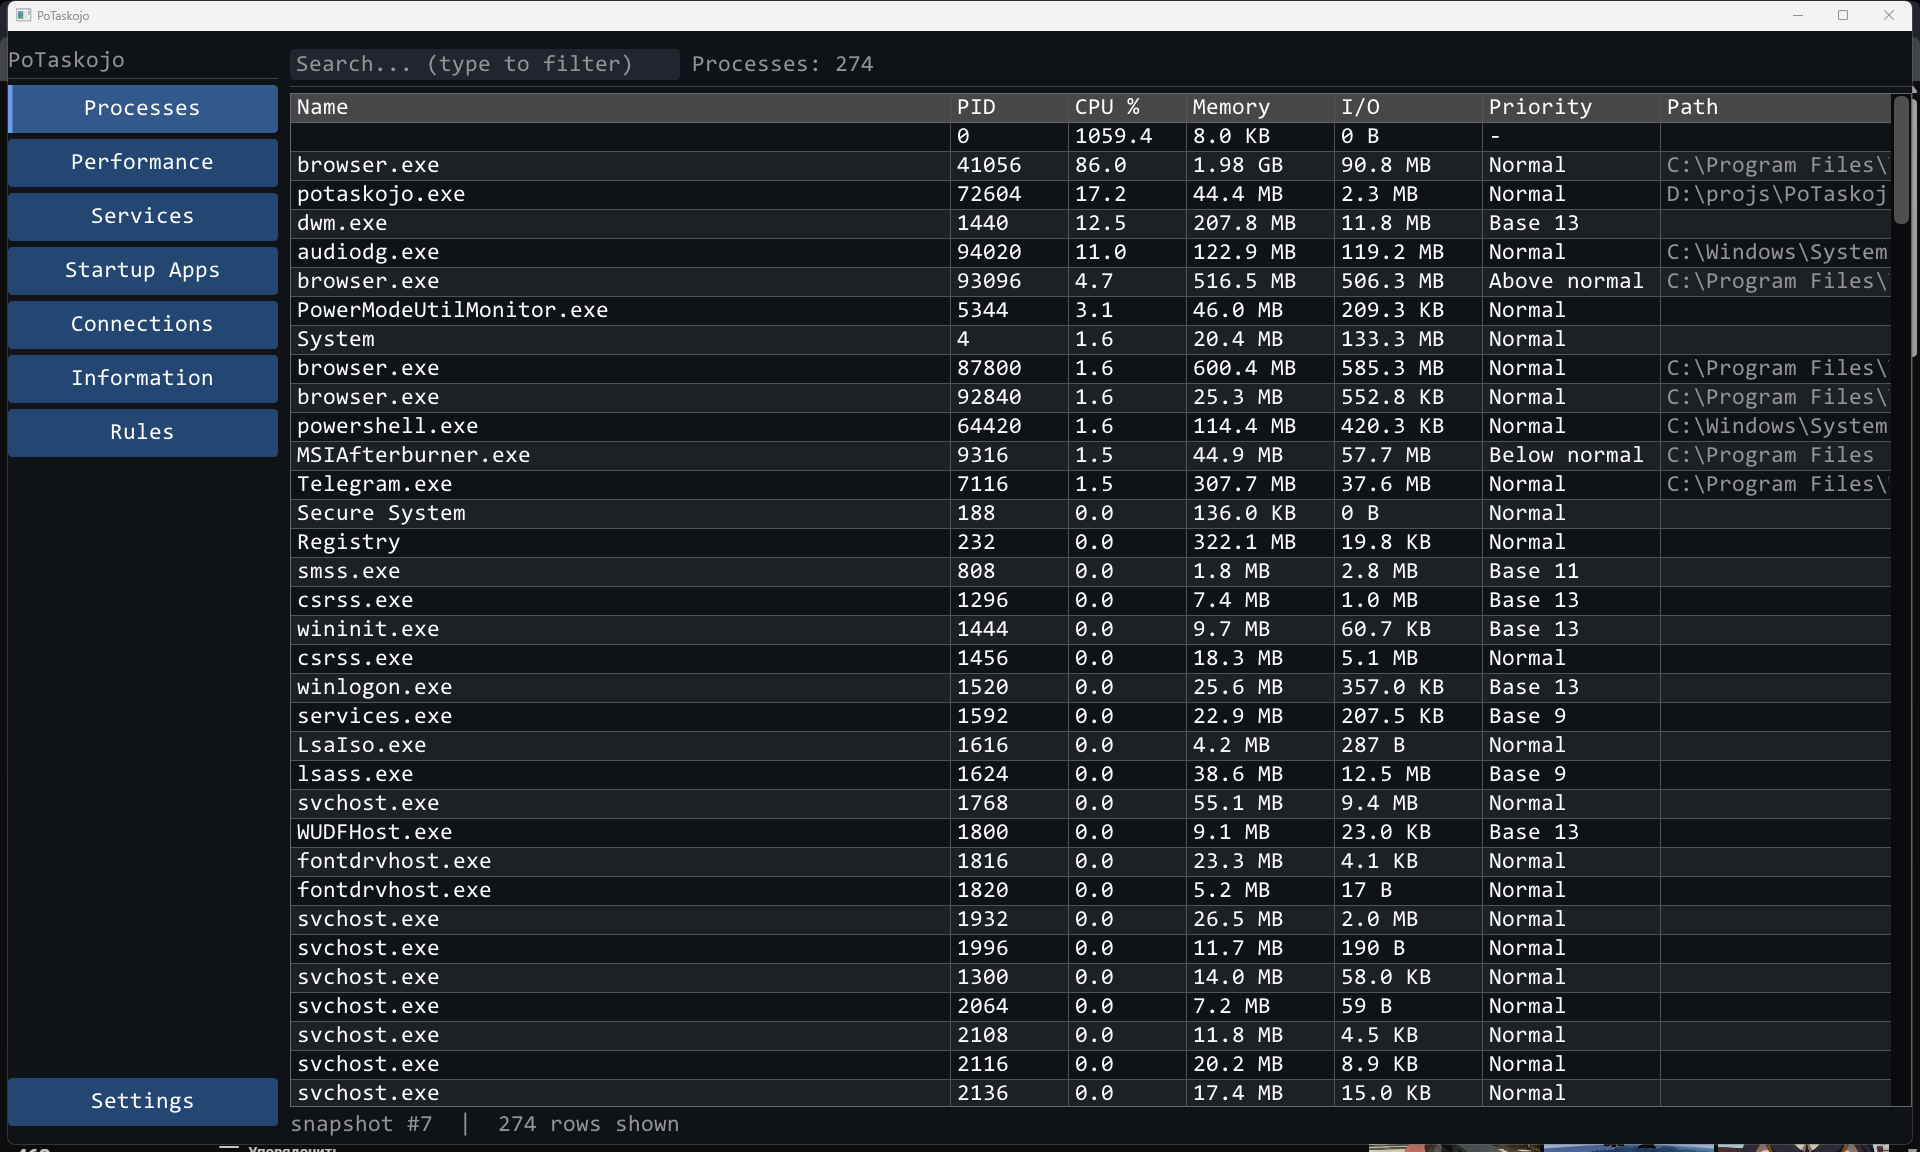 PoTaskojo
PoTaskojo
Search... (type to filter) Processes: 274
Processes
Performance
Services
Startup Apps
Connections
Information
Rules
Settings
Name PID CPU % Memory I/O Priority Path
0 1059.4 8.0 KB 0 B -
browser.exe 41056 86.0 1.98 GB 90.8 MB Normal C:\Program Files\
potaskojo.exe 72604 17.2 44.4 MB 2.3 MB Normal D:\projs\PoTaskoj
dwm.exe 1440 12.5 207.8 MB 11.8 MB Base 13
audiodg.exe 94020 11.0 122.9 MB 119.2 MB Normal C:\Windows\System
browser.exe 93096 4.7 516.5 MB 506.3 MB Above normal C:\Program Files\
PowerModeUtilMonitor.exe 5344 3.1 46.0 MB 209.3 KB Normal
System 4 1.6 20.4 MB 133.3 MB Normal
browser.exe 87800 1.6 600.4 MB 585.3 MB Normal C:\Program Files\
browser.exe 92840 1.6 25.3 MB 552.8 KB Normal C:\Program Files\
powershell.exe 64420 1.6 114.4 MB 420.3 KB Normal C:\Windows\System
MSIAfterburner.exe 9316 1.5 44.9 MB 57.7 MB Below normal C:\Program Files
Telegram.exe 7116 1.5 307.7 MB 37.6 MB Normal C:\Program Files\
Secure System 188 0.0 136.0 KB 0 B Normal
Registry 232 0.0 322.1 MB 19.8 KB Normal
smss.exe 808 0.0 1.8 MB 2.8 MB Base 11
csrss.exe 1296 0.0 7.4 MB 1.0 MB Base 13
wininit.exe 1444 0.0 9.7 MB 60.7 KB Base 13
csrss.exe 1456 0.0 18.3 MB 5.1 MB Normal
winlogon.exe 1520 0.0 25.6 MB 357.0 KB Base 13
services.exe 1592 0.0 22.9 MB 207.5 KB Base 9
LsaIso.exe 1616 0.0 4.2 MB 287 B Normal
lsass.exe 1624 0.0 38.6 MB 12.5 MB Base 9
svchost.exe 1768 0.0 55.1 MB 9.4 MB Normal
WUDFHost.exe 1800 0.0 9.1 MB 23.0 KB Base 13
fontdrvhost.exe 1816 0.0 23.3 MB 4.1 KB Normal
fontdrvhost.exe 1820 0.0 5.2 MB 17 B Normal
svchost.exe 1932 0.0 26.5 MB 2.0 MB Normal
svchost.exe 1996 0.0 11.7 MB 190 B Normal
svchost.exe 1300 0.0 14.0 MB 58.0 KB Normal
svchost.exe 2064 0.0 7.2 MB 59 B Normal
svchost.exe 2108 0.0 11.8 MB 4.5 KB Normal
svchost.exe 2116 0.0 20.2 MB 8.9 KB Normal
svchost.exe 2136 0.0 17.4 MB 15.0 KB Normal
snapshot #7 | 274 rows shown